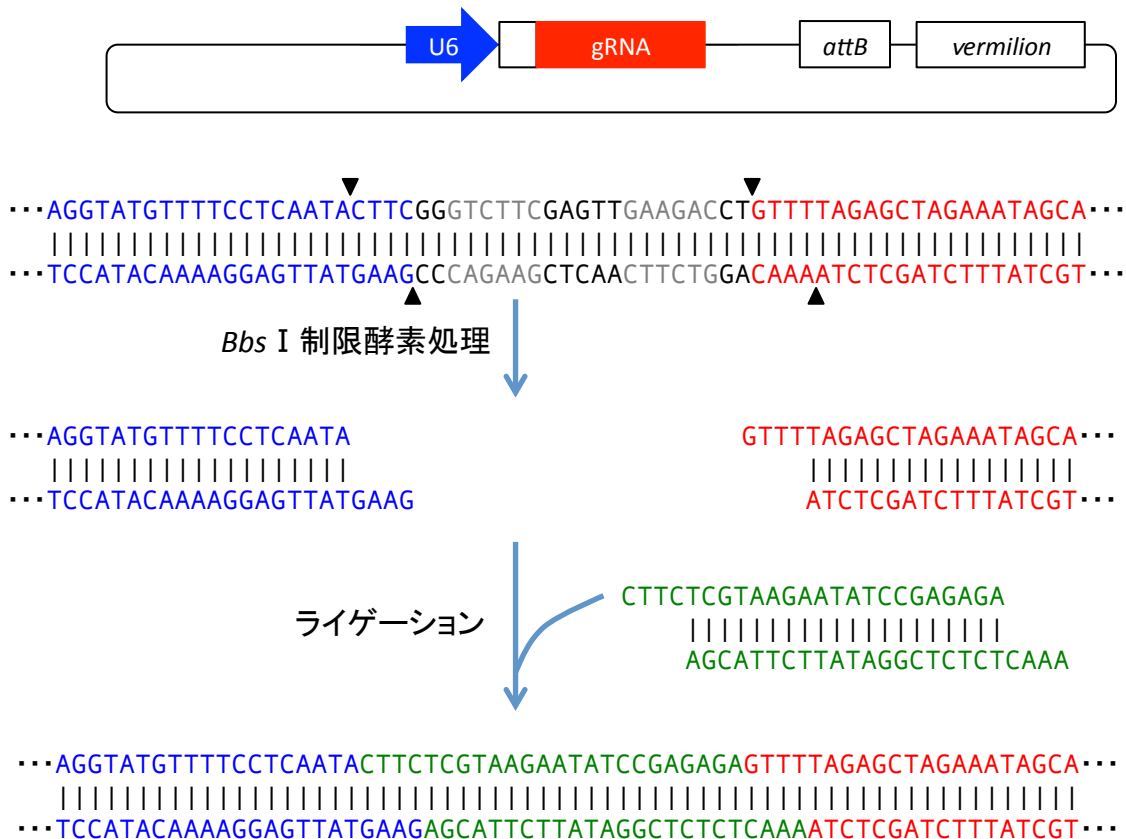 U6 gRNA attB vermilion
···AGGTATGTTTTCCTCAATACTTCGGGTCTTCGAGTTGAAGACCTGTTTTAGAGCTAGAAATAGCA···
···TCCATACAAAAGGAGTTATGAAGCCCAGAAGCTCAACTTCTGGACAAAATCTCGATCTTTATCGT···
Bbs I 制限酵素処理
···AGGTATGTTTTCCTCAATA GTTTTAGAGCTAGAAATAGCA···
···TCCATACAAAAGGAGTTATGAAG ATCTCGATCTTTATCGT···
CTTCTCGTAAGAATATCCGAGAGA
ライゲーション
AGCATTCTTATAGGCTCTCTCAAA
···AGGTATGTTTTCCTCAATACTTCTCGTAAGAATATCCGAGAGAGTTTTAGAGCTAGAAATAGCA···
···TCCATACAAAAGGAGTTATGAAGAGCATTCTTATAGGCTCTCTCAAAATCTCGATCTTTATCGT···